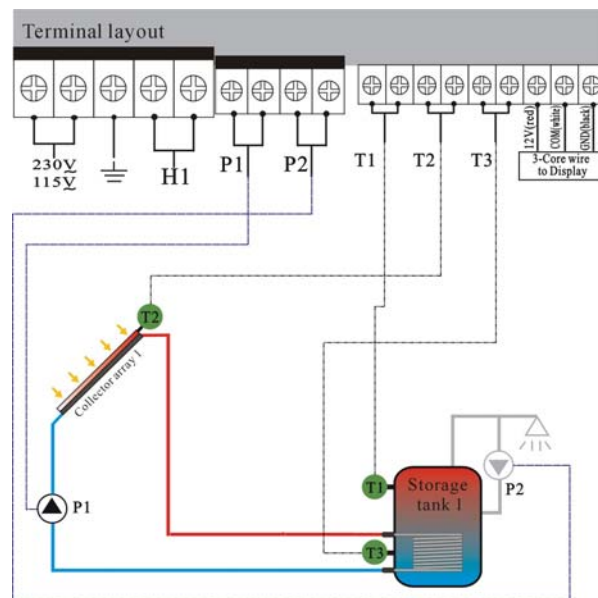 Terminal layout
230V
115V
H1
P1
P2
T1
T2
T3
12V(red)
COM(white)
GND(black)
3-Core wire
to Display
T2
Collector array 1
P1
T1
Storage
tank 1
P2
T3